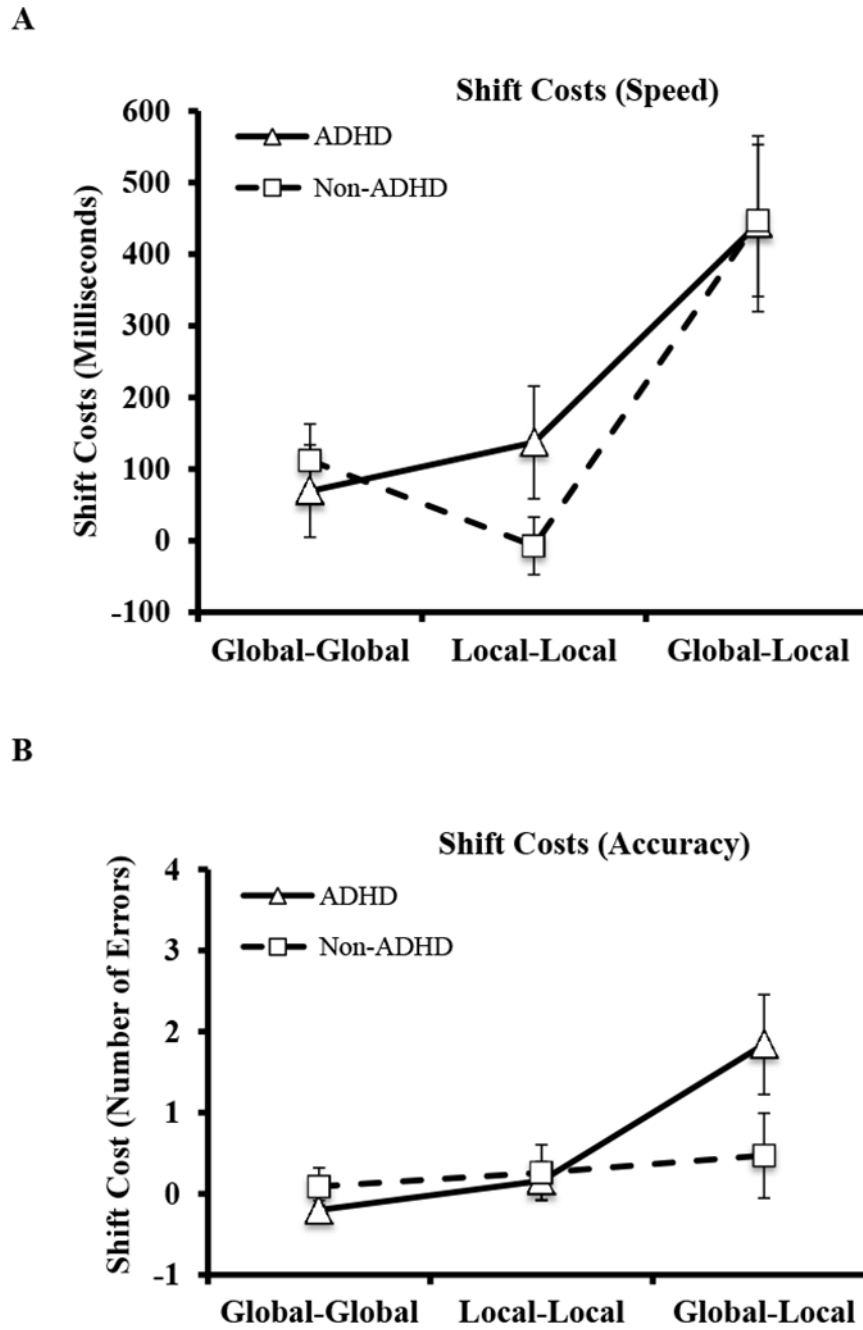 A
Shift Costs (Speed)
600
500
400
300
200
100
0
-100
Shift Costs (Milliseconds)
ADHD
Non-ADHD
Global-Global
Local-Local
Global-Local
B
Shift Costs (Accuracy)
4
3
2
1
0
-1
Shift Cost (Number of Errors)
ADHD
Non-ADHD
Global-Global
Local-Local
Global-Local